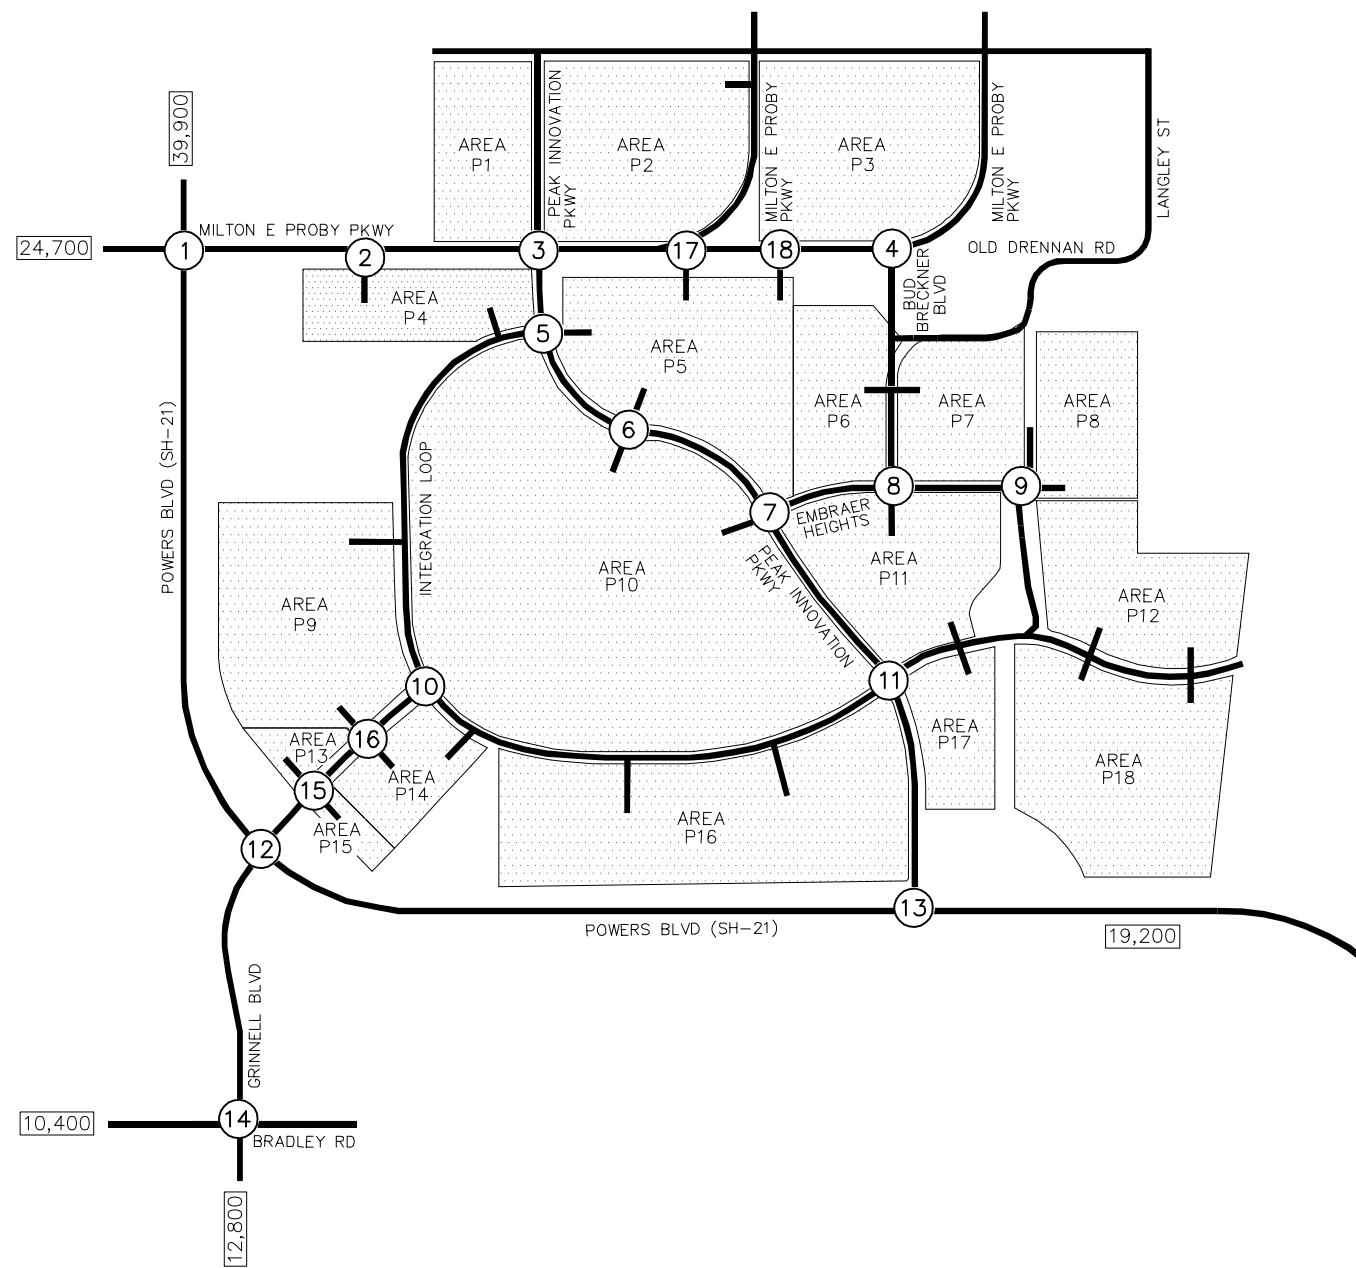 39,900
PEAK INNOVATION
PKWY
MILTON E PROBY
PKWY
MILTON E PROBY
PKWY
LANGLEY ST
AREA
P1
AREA
P2
AREA
P3
MILTON E PROBY PKWY
24,700
1
2
3
17
18
4
OLD DRENNAN RD
BUD
BRECKNER
BLVD
AREA
P4
5
AREA
P5
AREA
P6
AREA
P7
AREA
P8
6
POWERS BLVD (SH-21)
INTEGRATION LOOP
7
8
9
EMBRAER
HEIGHTS
PEAK INNOVATION
PKWY
AREA
P9
AREA
P10
AREA
P11
AREA
P12
10
11
16
AREA
P13
AREA
P14
AREA
P17
AREA
P18
15
AREA
P15
AREA
P16
12
13
POWERS BLVD (SH-21)
19,200
GRINNELL BLVD
10,400
14
BRADLEY RD
12,800